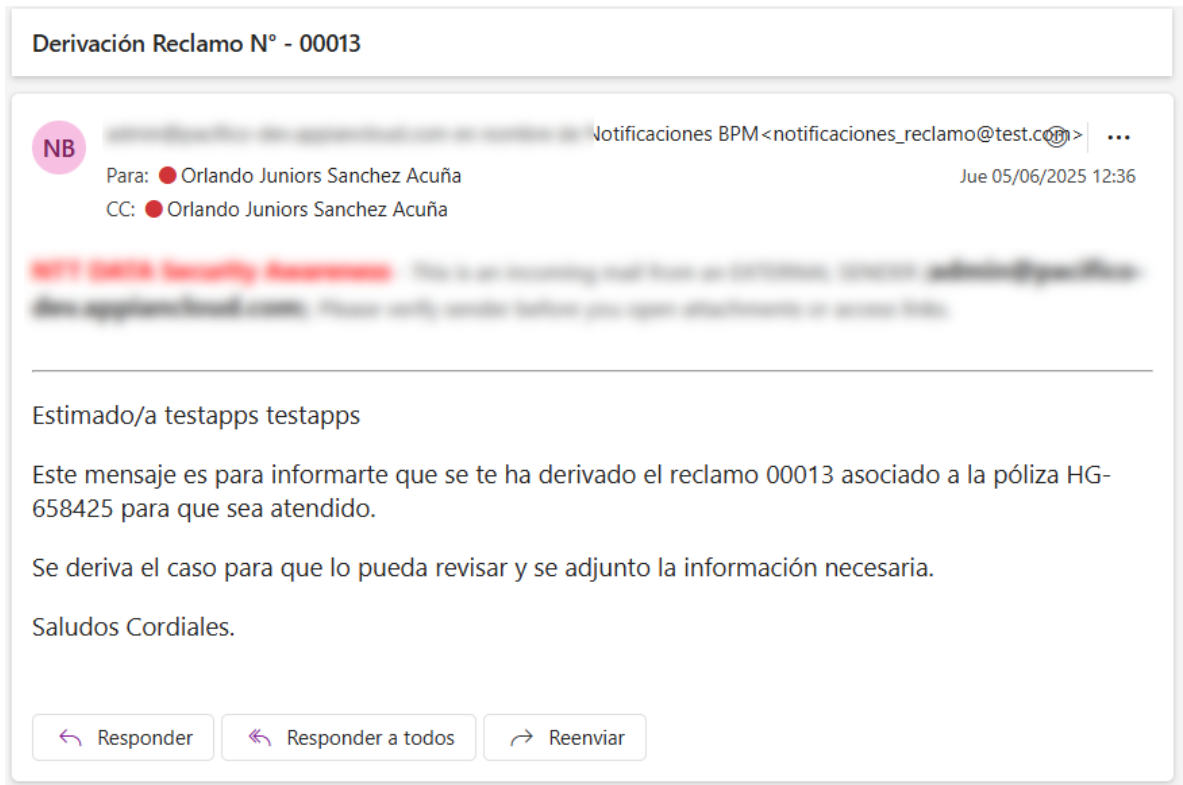 Derivación Reclamo N° - 00013
NB
Notificaciones BPM<notificaciones_reclamo@test.com>
Para: Orlando Juniors Sanchez Acuña
Jue 05/06/2025 12:36
CC: Orlando Juniors Sanchez Acuña
Estimado/a testapps testapps
Este mensaje es para informarte que se te ha derivado el reclamo 00013 asociado a la póliza HG-
658425 para que sea atendido.
Se deriva el caso para que lo pueda revisar y se adjunto la información necesaria.
Saludos Cordiales.
Responder
Responder a todos
Reenviar